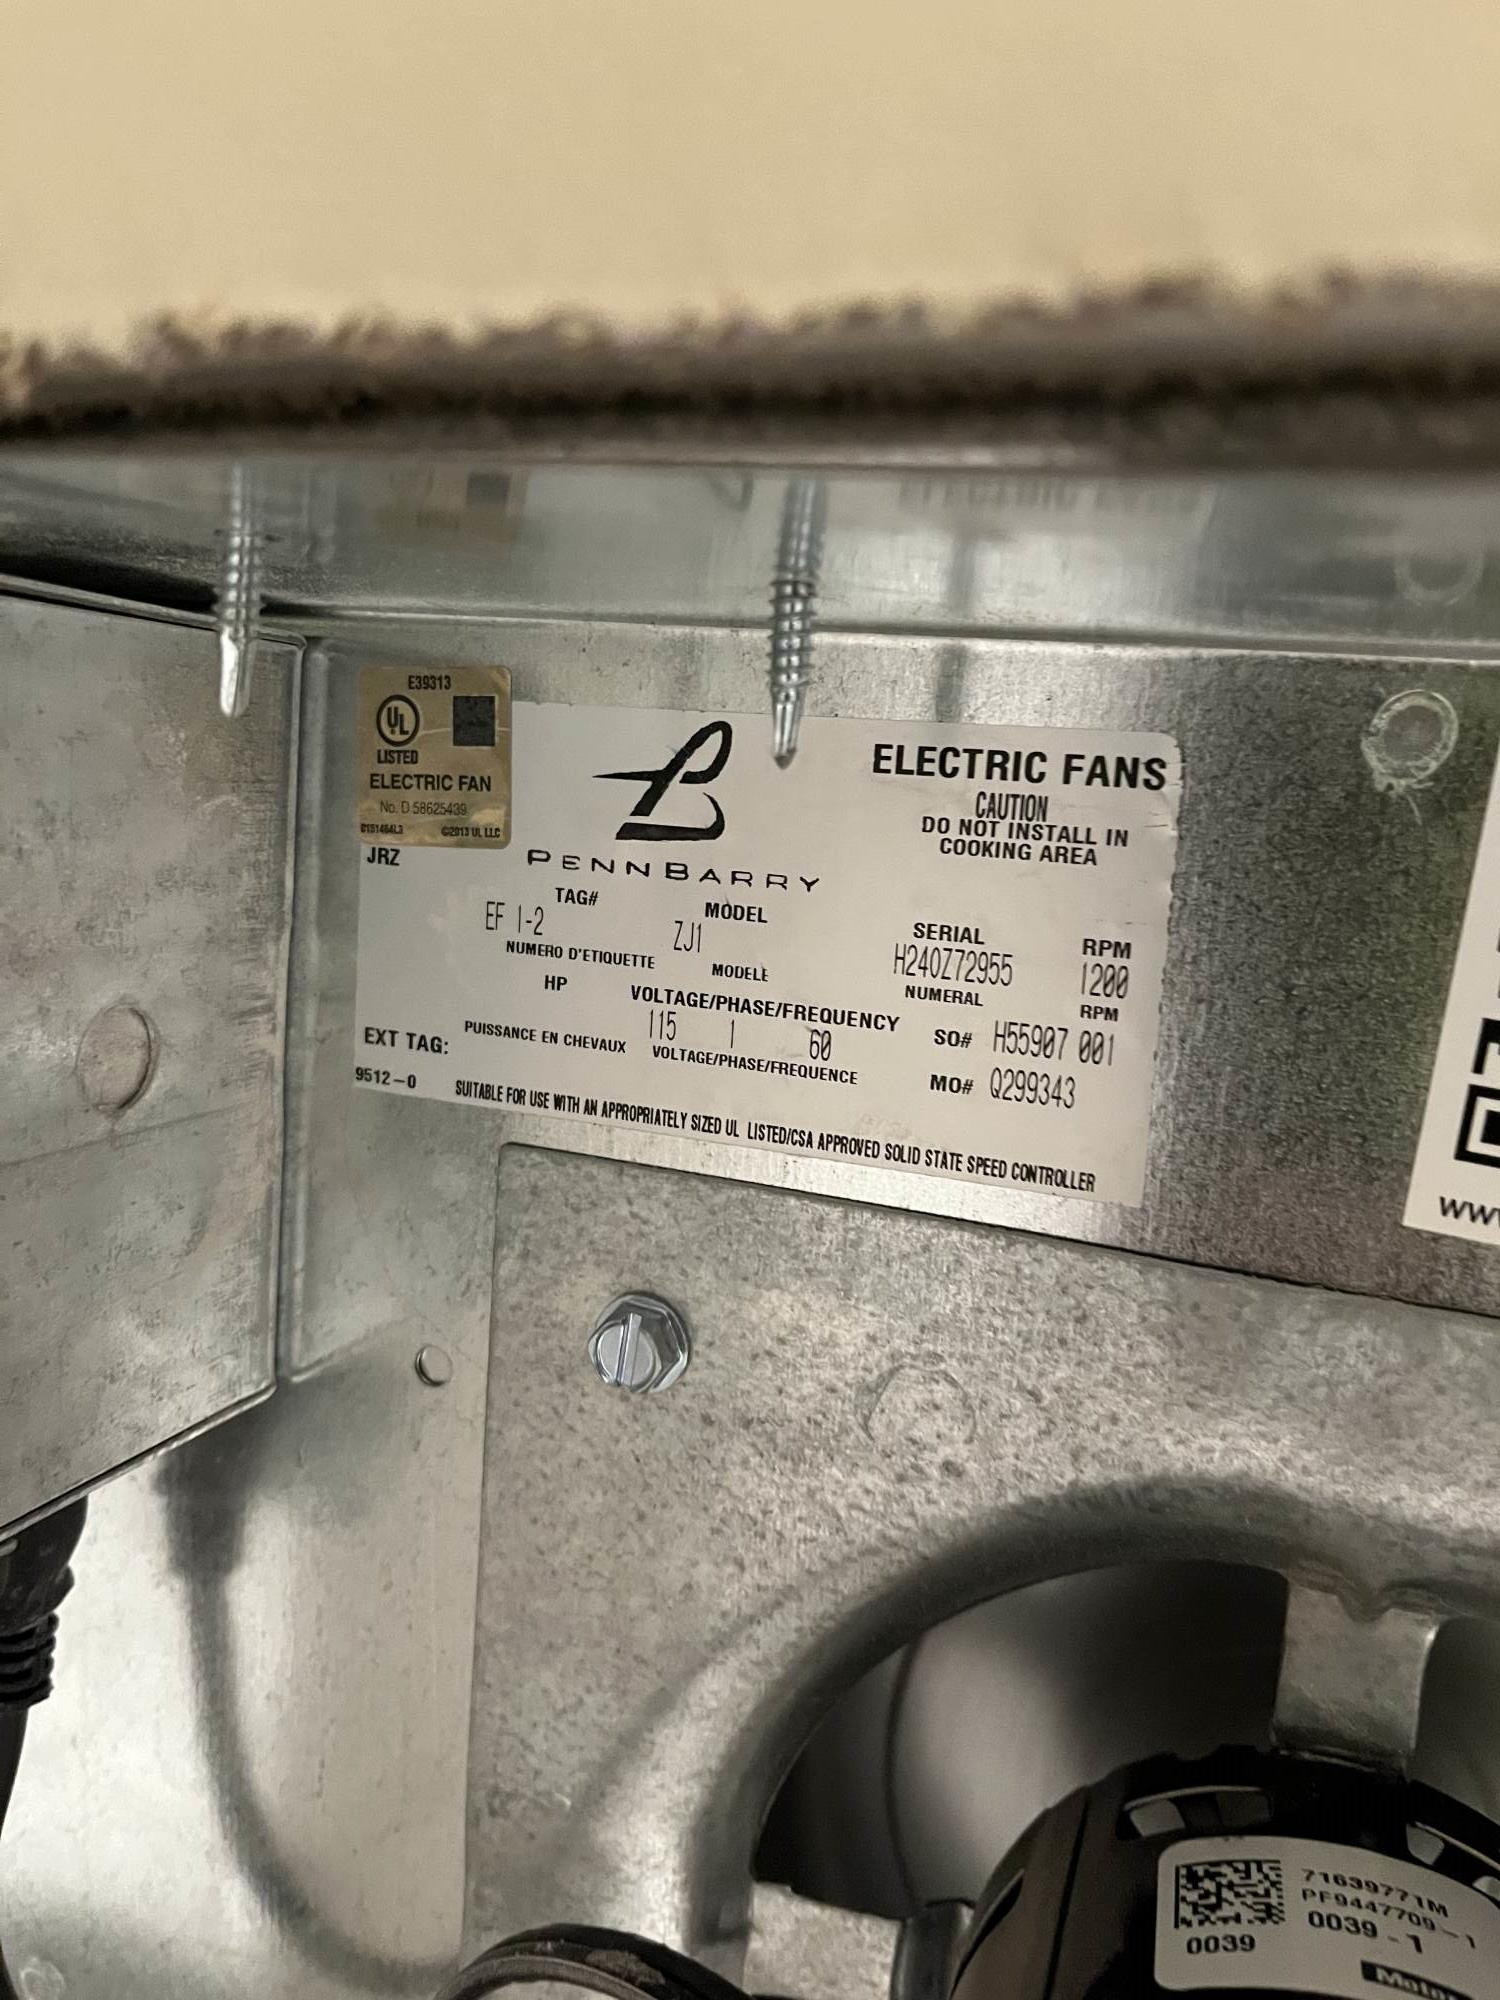 E39313
UL
LISTED
ELECTRIC FAN
No. D 58625439
©2013 UL LLC
JRZ
PENNBARRY
ELECTRIC FANS
CAUTION
DO NOT INSTALL IN
COOKING AREA
TAG# MODEL SERIAL RPM
EF 1-2 ZJ1 H240Z72955 1200
NUMERO D'ETIQUETTE MODELE NUMERAL RPM
HP VOLTAGE/PHASE/FREQUENCY SO# H55907 001
115 1 60
PUISSANCE EN CHEVAUX VOLTAGE/PHASE/FREQUENCE MO# Q299343
EXT TAG:
9512-0 SUITABLE FOR USE WITH AN APPROPRIATELY SIZED UL LISTED/CSA APPROVED SOLID STATE SPEED CONTROLLER
www
71639771M
PF9447709-1
0039-1
0039